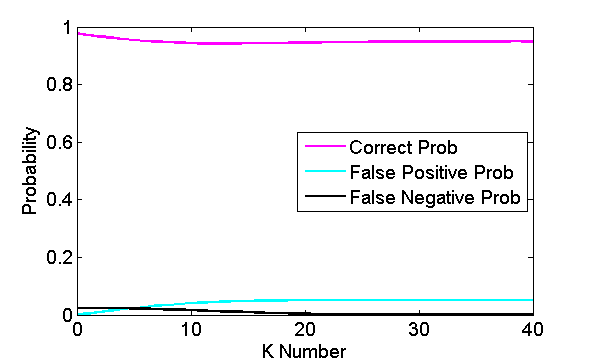 1
0.8
0.6
0.4
0.2
0
Probability
Correct Prob
False Positive Prob
False Negative Prob
0 10 20 30 40
K Number